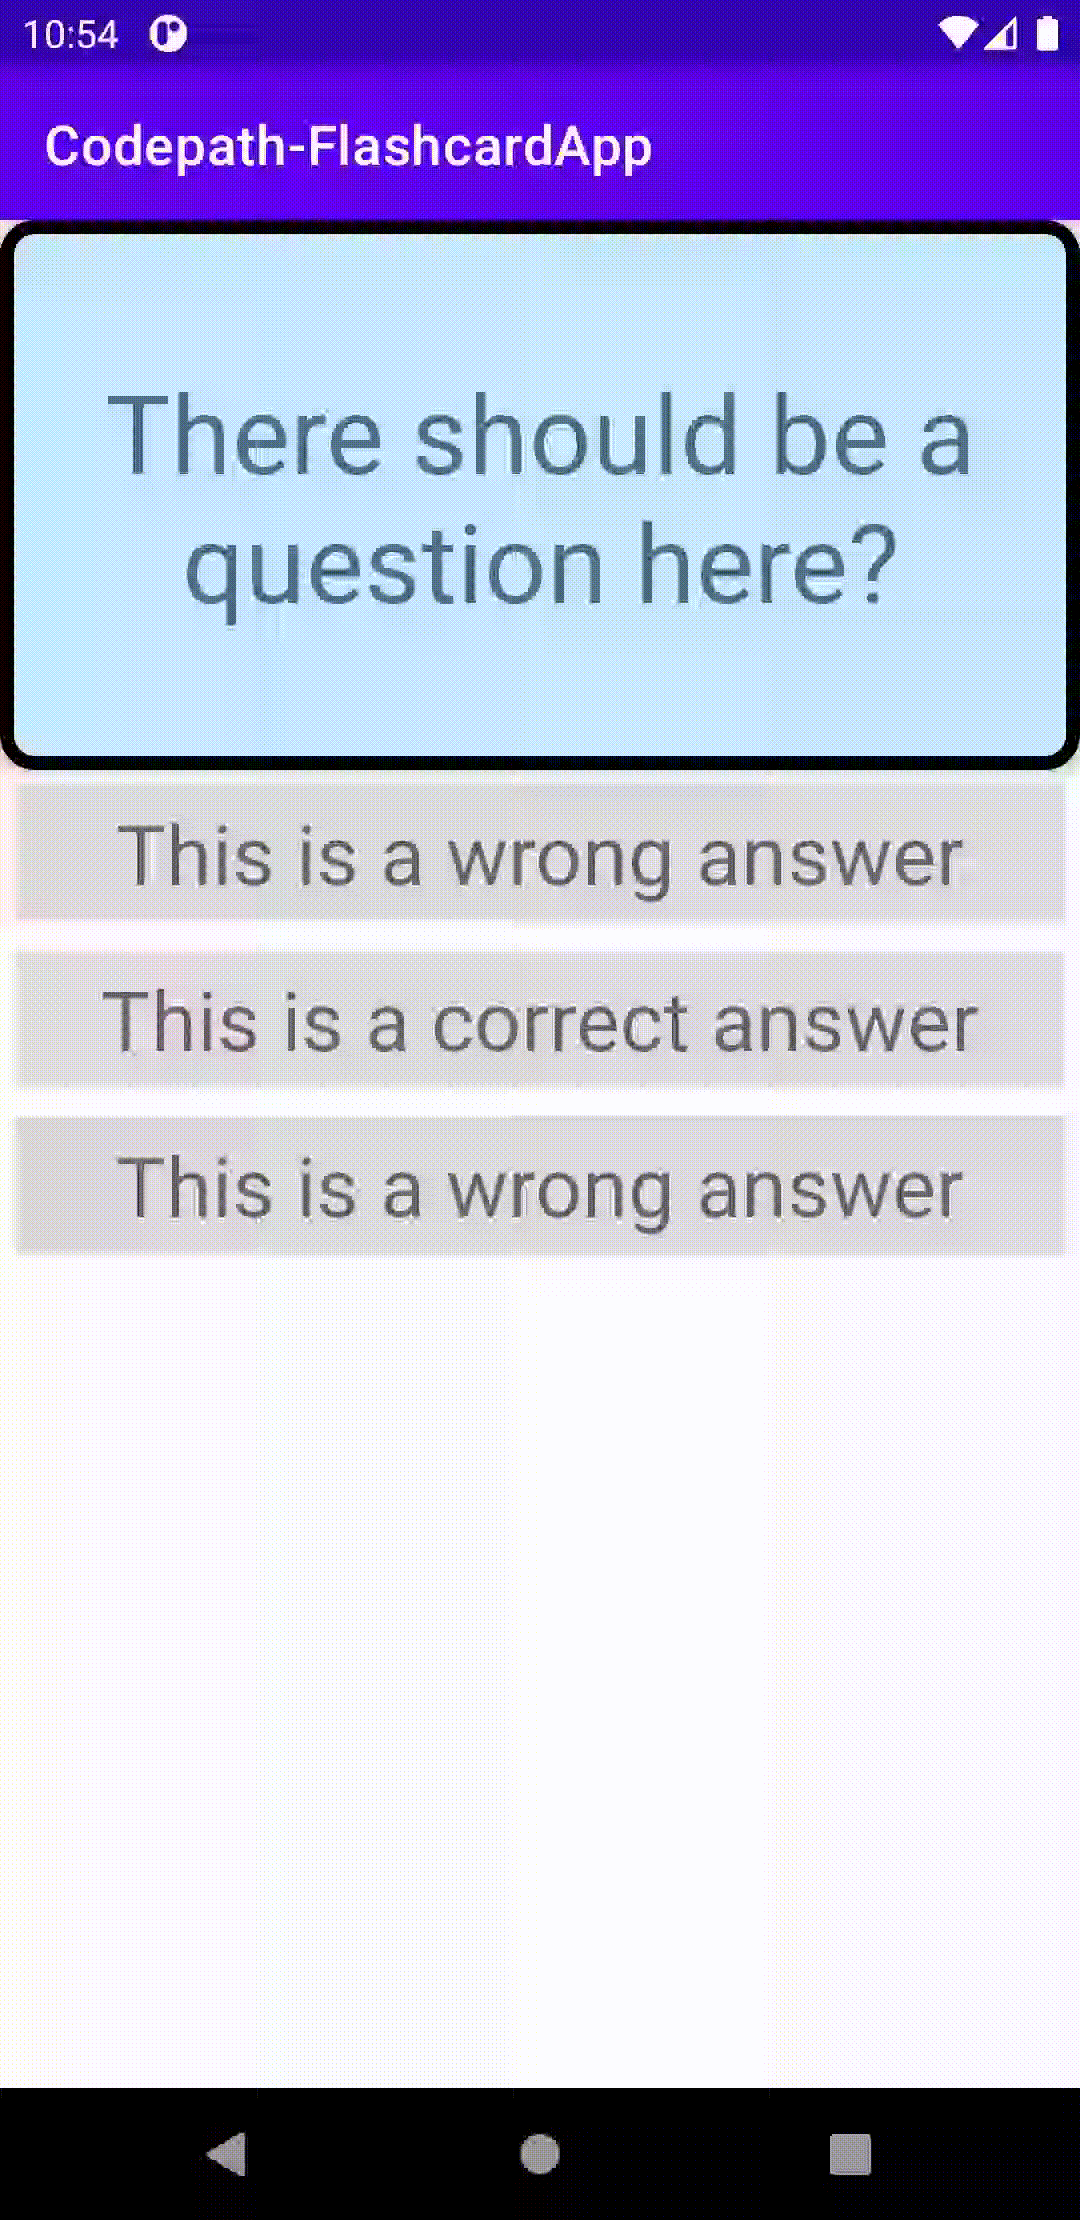 10:54
Codepath-FlashcardApp
There should be a
question here?
This is a wrong answer
This is a correct answer
This is a wrong answer